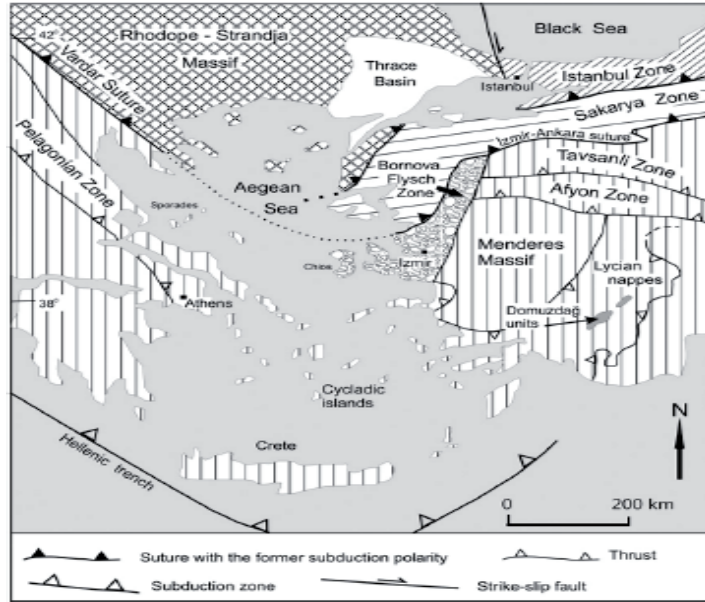 Black Sea
42°
Rhodope - Strandja
Massif
Thrace
Basin
Istanbul
Istanbul Zone
Vardar Suture
Sakarya Zone
Izmir-Ankara suture
Pelagonian Zone
Bornova
Flysch
Zone
Tavsanli Zone
Aegean
Sea
Afyon Zone
Sporades
Menderes
Massif
Chios
Izmir
Lycian
nappes
38°
Athens
Domuzdağ
units
Cycladic
islands
N
Crete
Hellenic trench
0 200 km
Suture with the former subduction polarity
Thrust
Subduction zone
Strike-slip fault